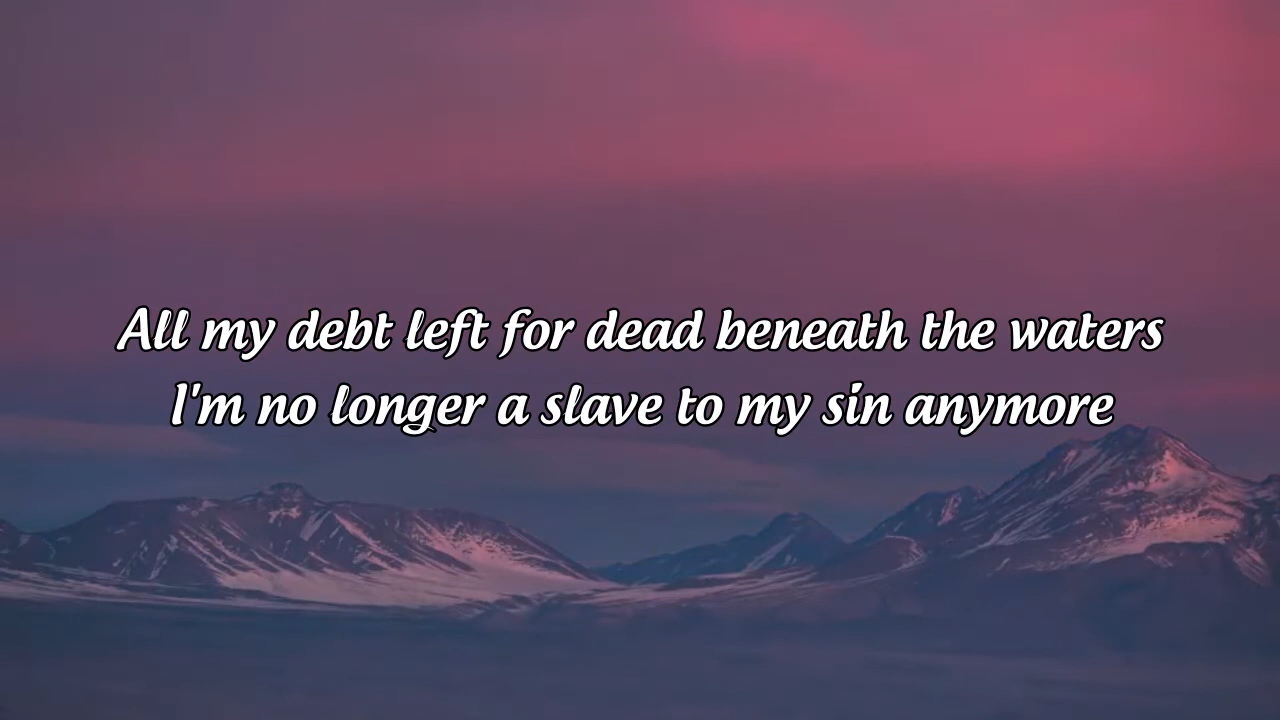 All my debt left for dead beneath the waters
I'm no longer a slave to my sin anymore